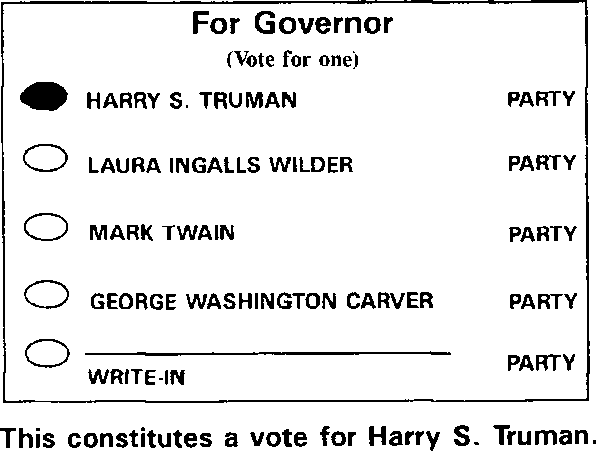 For Governor
(Vote for one)
HARRY S. TRUMAN PARTY
LAURA INGALLS WILDER PARTY
MARK TWAIN PARTY
GEORGE WASHINGTON CARVER PARTY
WRITE-IN PARTY
This constitutes a vote for Harry S. Truman.